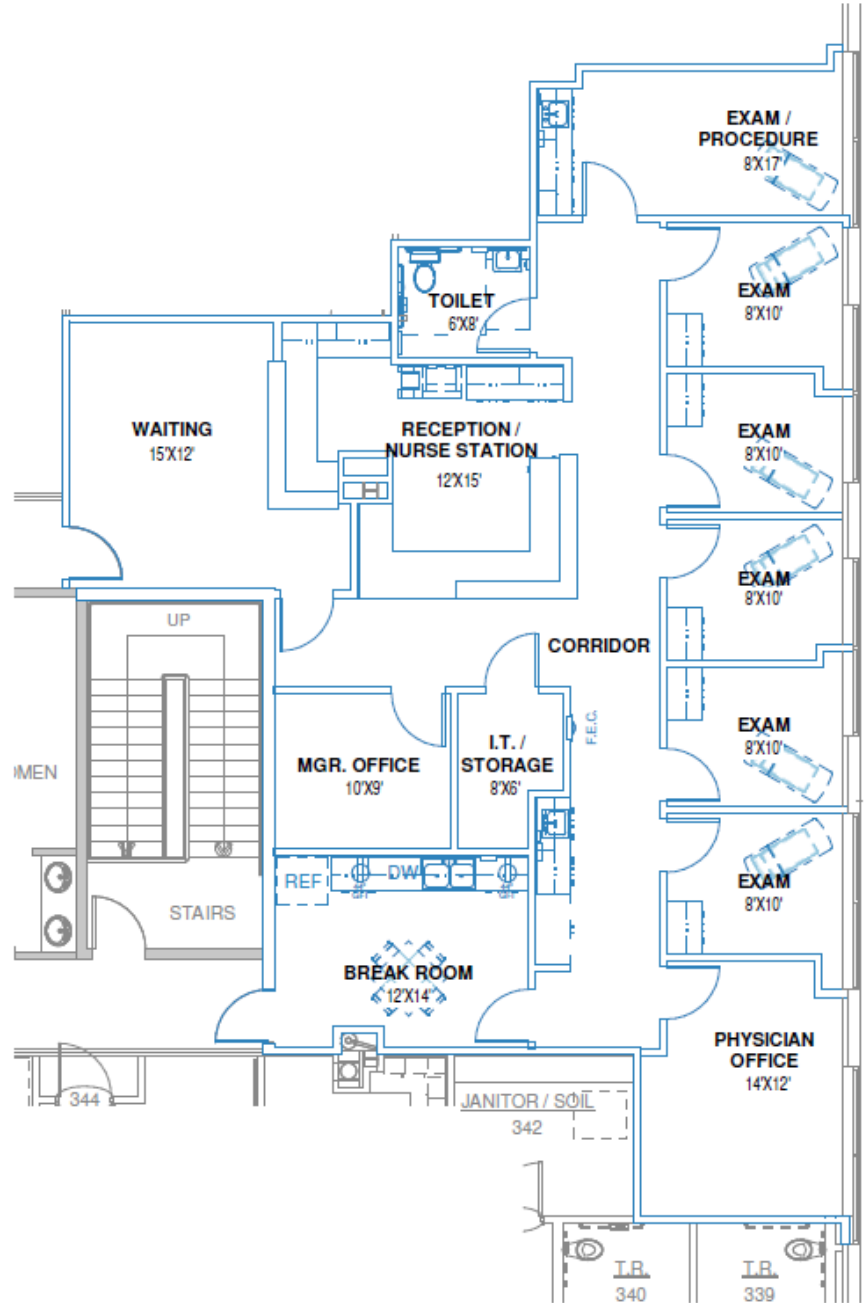 EXAM /
PROCEDURE
8'X17'
EXAM
8'X10'
TOILET
6'X8'
WAITING
15'X12'
RECEPTION /
NURSE STATION
12'X15'
EXAM
8'X10'
EXAM
8'X10'
UP
CORRIDOR
F.E.C.
MGR. OFFICE
10'X9'
I.T. /
STORAGE
8'X6'
EXAM
8'X10'
OMEN
REF
DW
EXAM
8'X10'
STAIRS
BREAK ROOM
12'X14'
PHYSICIAN
OFFICE
14'X12'
344
JANITOR / SOIL
342
T.R.
340
T.R.
339